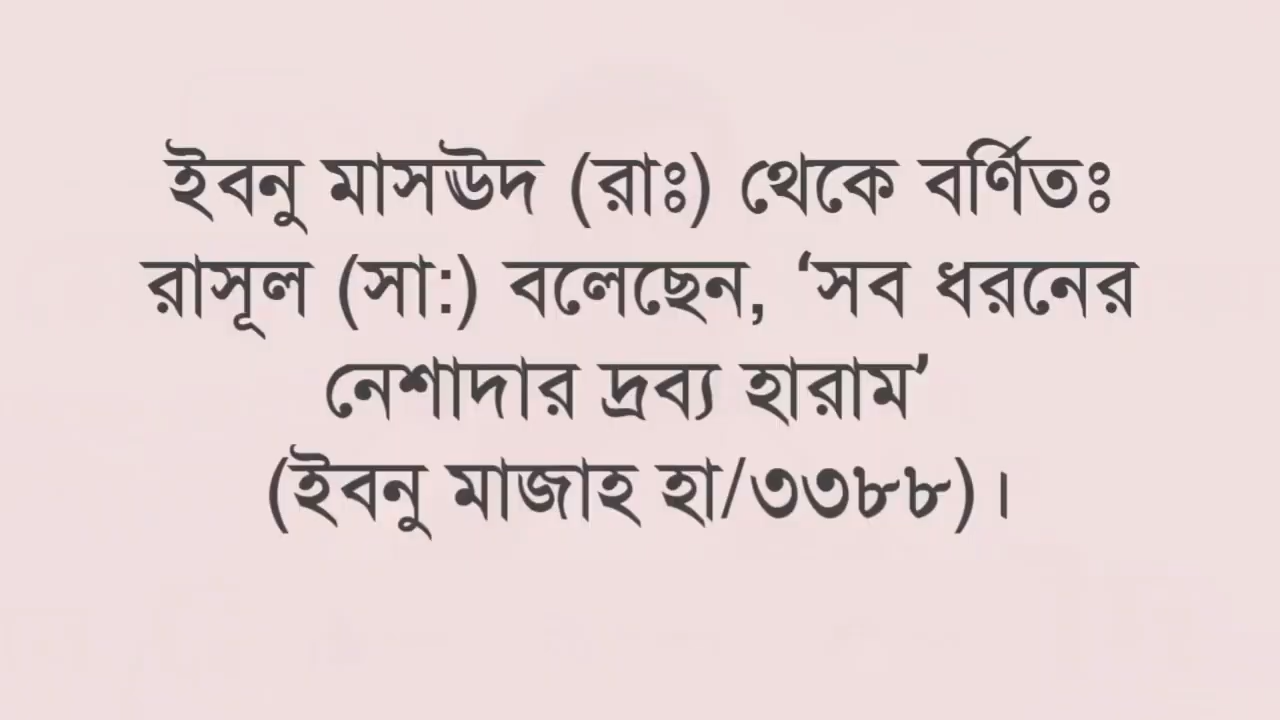 ইবনু মাসঊদ (রাঃ) থেকে বর্ণিতঃ
রাসূল (সা:) বলেছেন, ‘সব ধরনের
নেশাদার দ্রব্য হারাম’
(ইবনু মাজাহ হা/৩৩৮৮)।